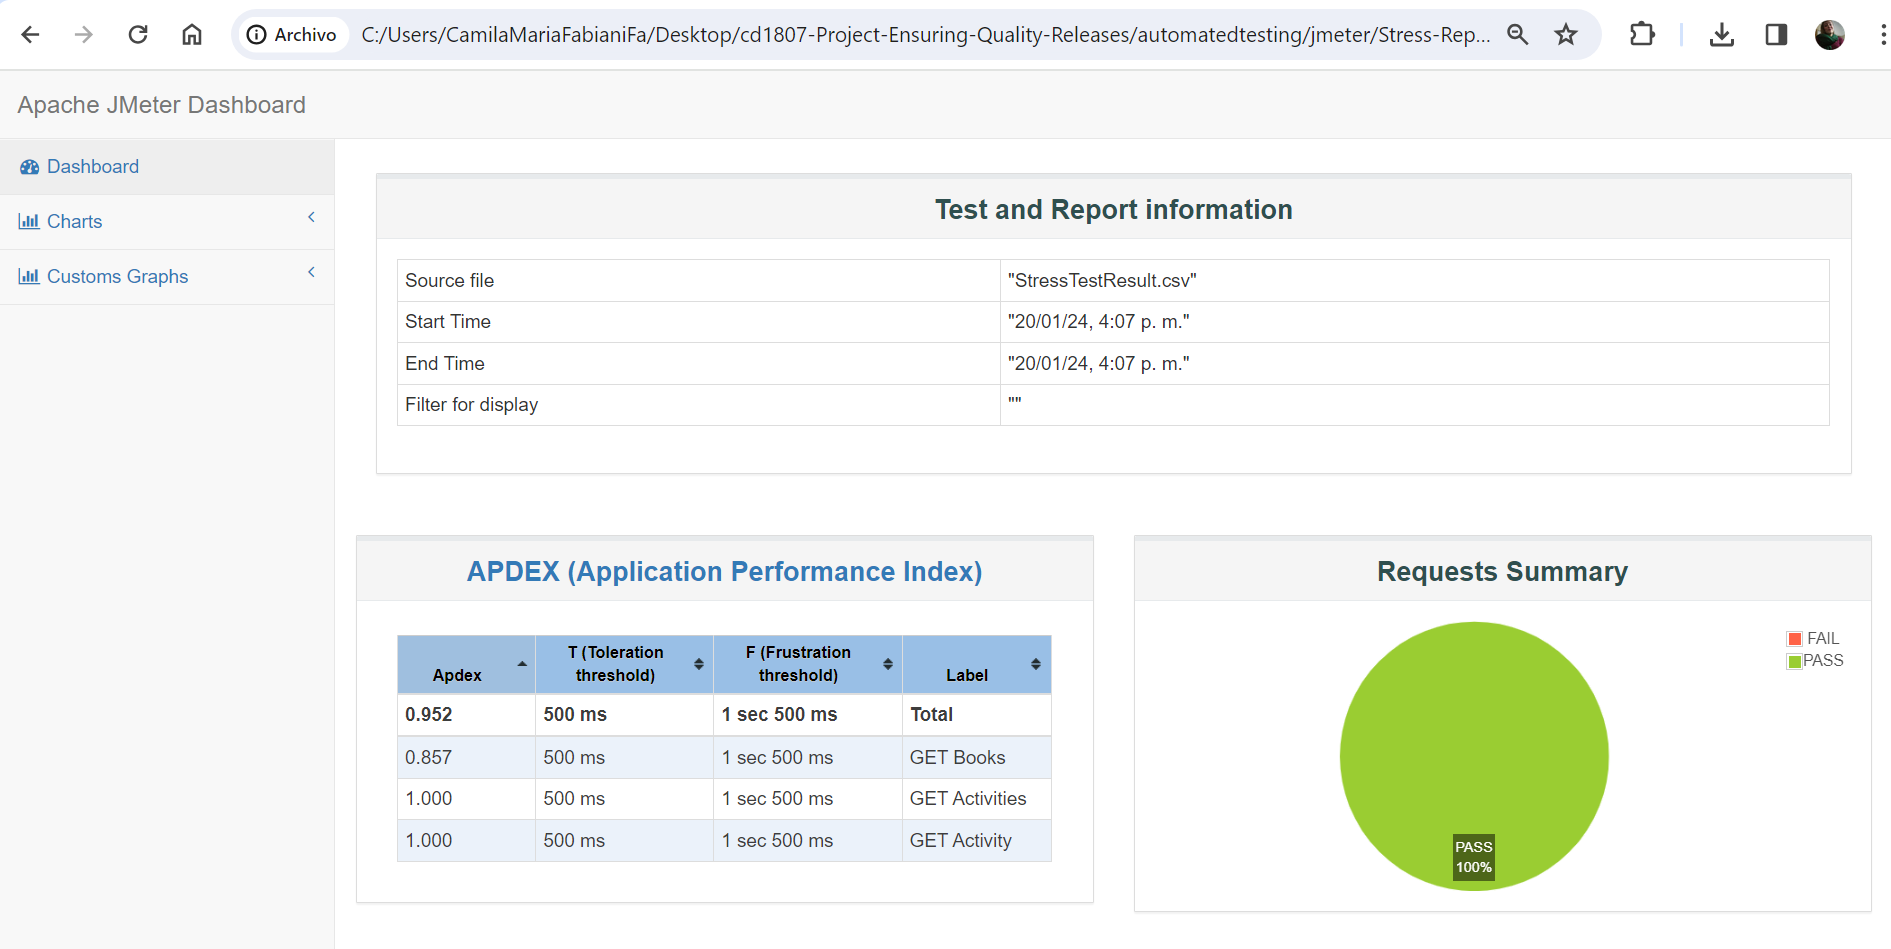 Archivo C:/Users/CamilaMariaFabianiFa/Desktop/cd1807-Project-Ensuring-Quality-Releases/automatedtesting/jmeter/Stress-Rep...
Apache JMeter Dashboard
Dashboard
Charts
Customs Graphs
Test and Report information
Source file "StressTestResult.csv"
Start Time "20/01/24, 4:07 p. m."
End Time "20/01/24, 4:07 p. m."
Filter for display ""
APDEX (Application Performance Index)
Apdex T (Toleration threshold) F (Frustration threshold) Label
0.952 500 ms 1 sec 500 ms Total
0.857 500 ms 1 sec 500 ms GET Books
1.000 500 ms 1 sec 500 ms GET Activities
1.000 500 ms 1 sec 500 ms GET Activity
Requests Summary
FAIL
PASS
PASS
100%